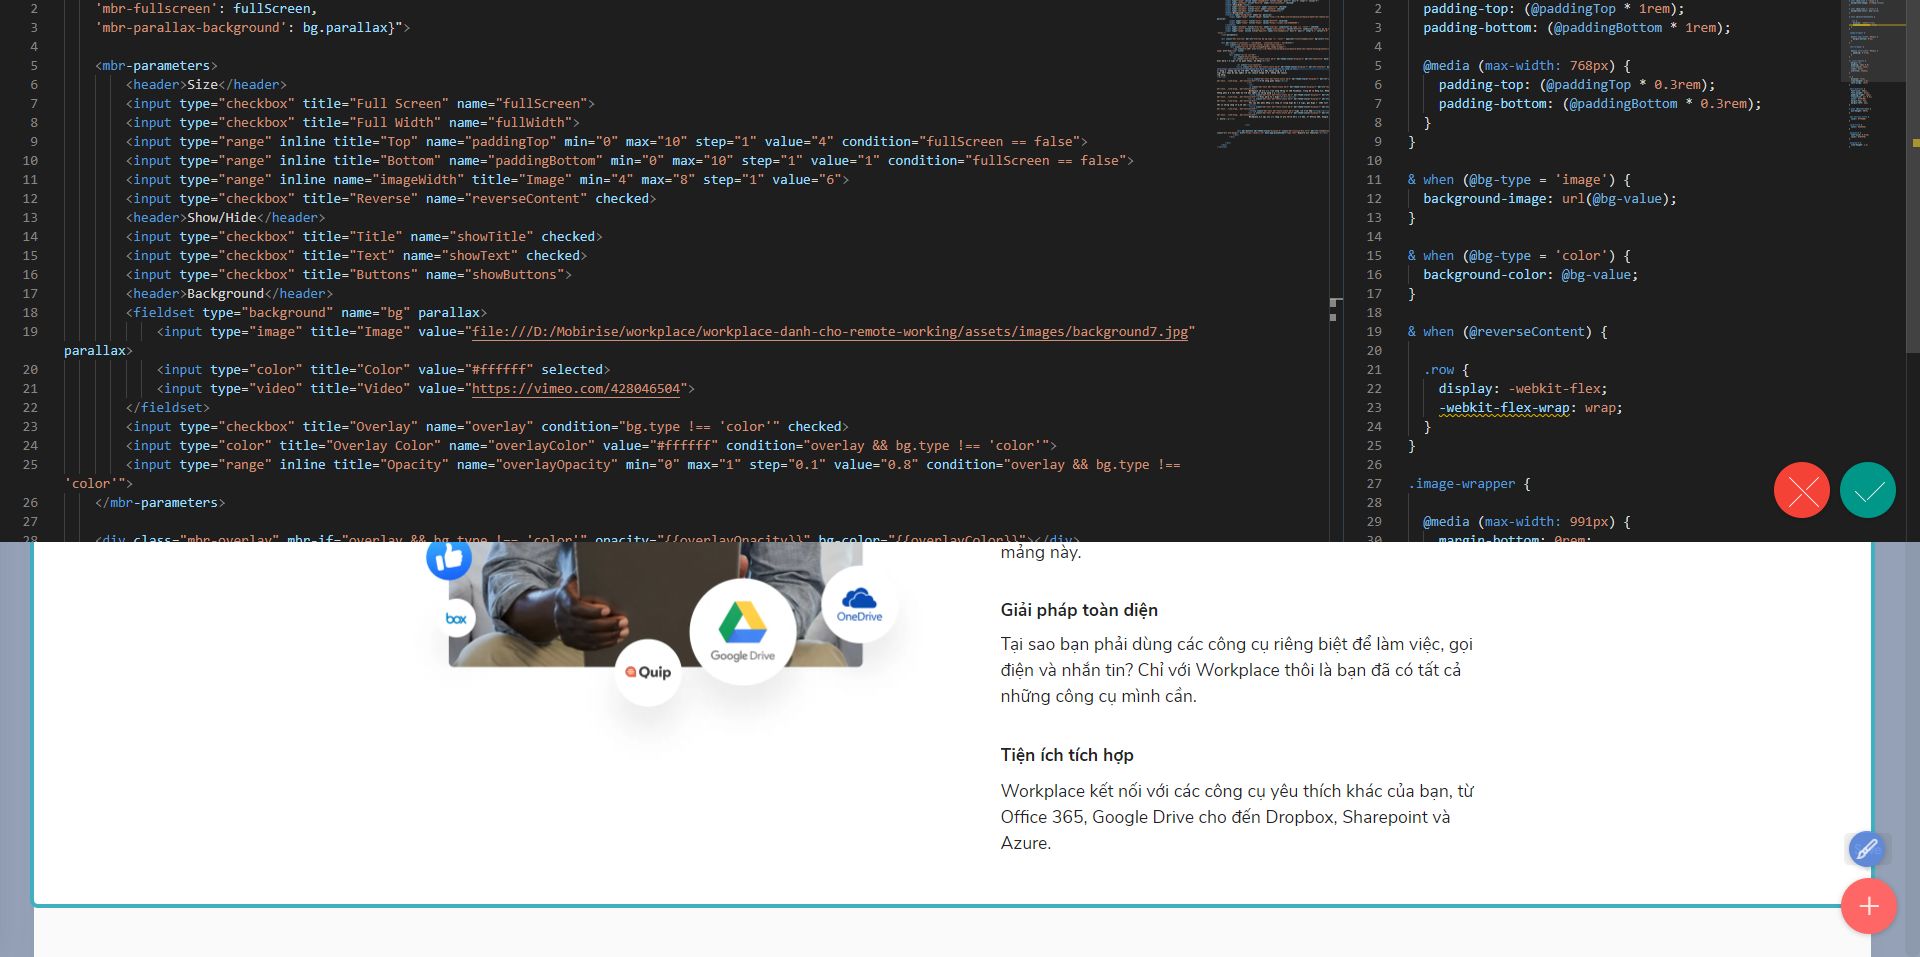 2 'mbr-fullscreen': fullScreen,
3 'mbr-parallax-background': bg.parallax}">
4
5 <mbr-parameters>
6 <header>Size</header>
7 <input type="checkbox" title="Full Screen" name="fullScreen">
8 <input type="checkbox" title="Full Width" name="fullWidth">
9 <input type="range" inline title="Top" name="paddingTop" min="0" max="10" step="1" value="4" condition="fullScreen == false">
10 <input type="range" inline title="Bottom" name="paddingBottom" min="0" max="10" step="1" value="1" condition="fullScreen == false">
11 <input type="range" inline name="imageWidth" title="Image" min="4" max="8" step="1" value="6">
12 <input type="checkbox" title="Reverse" name="reverseContent" checked>
13 <header>Show/Hide</header>
14 <input type="checkbox" title="Title" name="showTitle" checked>
15 <input type="checkbox" title="Text" name="showText" checked>
16 <input type="checkbox" title="Buttons" name="showButtons">
17 <header>Background</header>
18 <fieldset type="background" name="bg" parallax>
19 <input type="image" title="Image" value="file:///D:/Mobirise/workplace/workplace-danh-cho-remote-working/assets/images/background7.jpg"
parallax>
20 <input type="color" title="Color" value="#ffffff" selected>
21 <input type="video" title="Video" value="https://vimeo.com/428046504">
22 </fieldset>
23 <input type="checkbox" title="Overlay" name="overlay" condition="bg.type !== 'color'" checked>
24 <input type="color" title="Overlay Color" name="overlayColor" value="#ffffff" condition="overlay && bg.type !== 'color'">
25 <input type="range" inline title="Opacity" name="overlayOpacity" min="0" max="1" step="0.1" value="0.8" condition="overlay && bg.type !==
'color'">
26 </mbr-parameters>
27
28 <div class="mbr-overlay" mbr-if="overlay && bg.type !== 'color'" opacity="{{overlayOpacity}}" bg-color="{{overlayColor}}"></div>
2 padding-top: (@paddingTop * 1rem);
3 padding-bottom: (@paddingBottom * 1rem);
4
5 @media (max-width: 768px) {
6 padding-top: (@paddingTop * 0.3rem);
7 padding-bottom: (@paddingBottom * 0.3rem);
8 }
9 }
10
11 & when (@bg-type = 'image') {
12 background-image: url(@bg-value);
13 }
14
15 & when (@bg-type = 'color') {
16 background-color: @bg-value;
17 }
18
19 & when (@reverseContent) {
20
21 .row {
22 display: -webkit-flex;
23 -webkit-flex-wrap: wrap;
24 }
25 }
26
27 .image-wrapper {
28
29 @media (max-width: 991px) {
30 margin-bottom: 0rem;
box
Quip
Google Drive
OneDrive
mảng này.
Giải pháp toàn diện
Tại sao bạn phải dùng các công cụ riêng biệt để làm việc, gọi
điện và nhắn tin? Chỉ với Workplace thôi là bạn đã có tất cả
những công cụ mình cần.
Tiện ích tích hợp
Workplace kết nối với các công cụ yêu thích khác của bạn, từ
Office 365, Google Drive cho đến Dropbox, Sharepoint và
Azure.